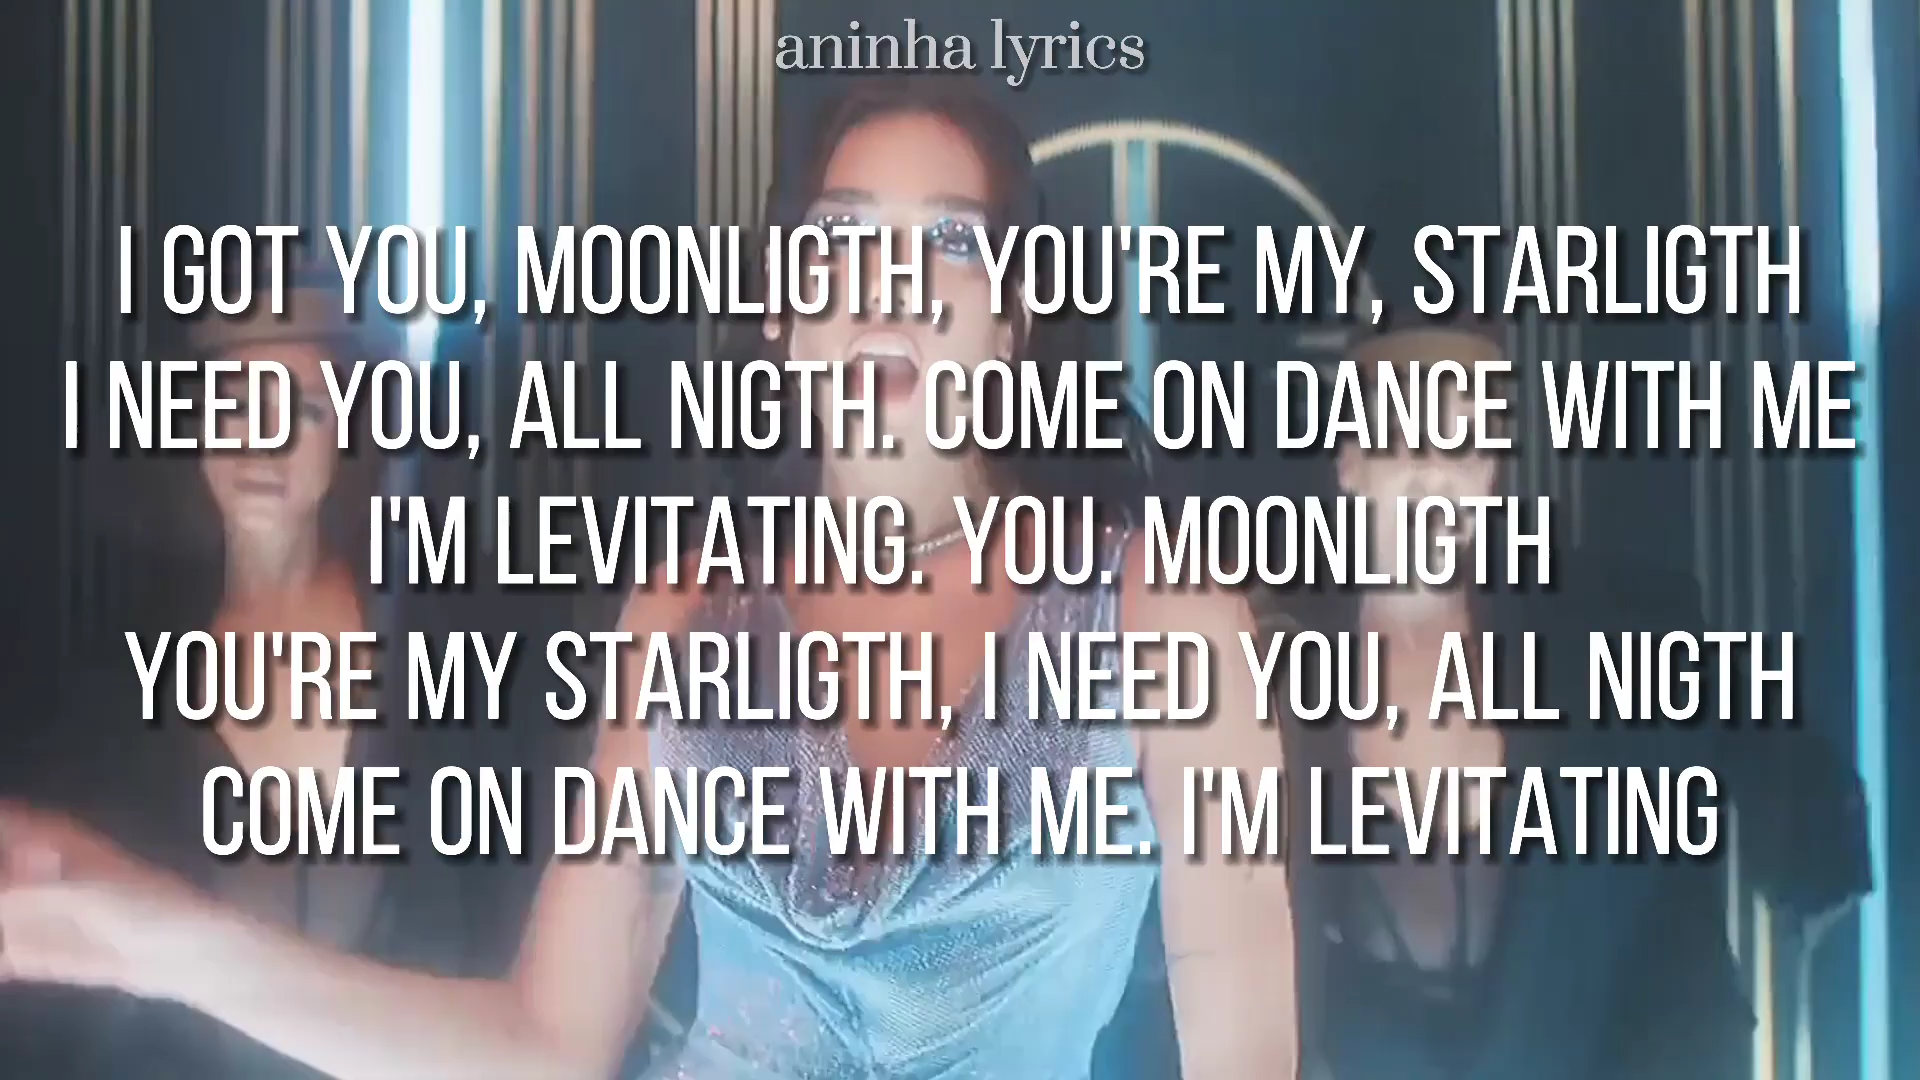 aninha lyrics
I GOT YOU, MOONLIGTH, YOU'RE MY, STARLIGTH
I NEED YOU, ALL NIGTH. COME ON DANCE WITH ME
I'M LEVITATING. YOU. MOONLIGTH
YOU'RE MY STARLIGTH, I NEED YOU, ALL NIGTH
COME ON DANCE WITH ME. I'M LEVITATING